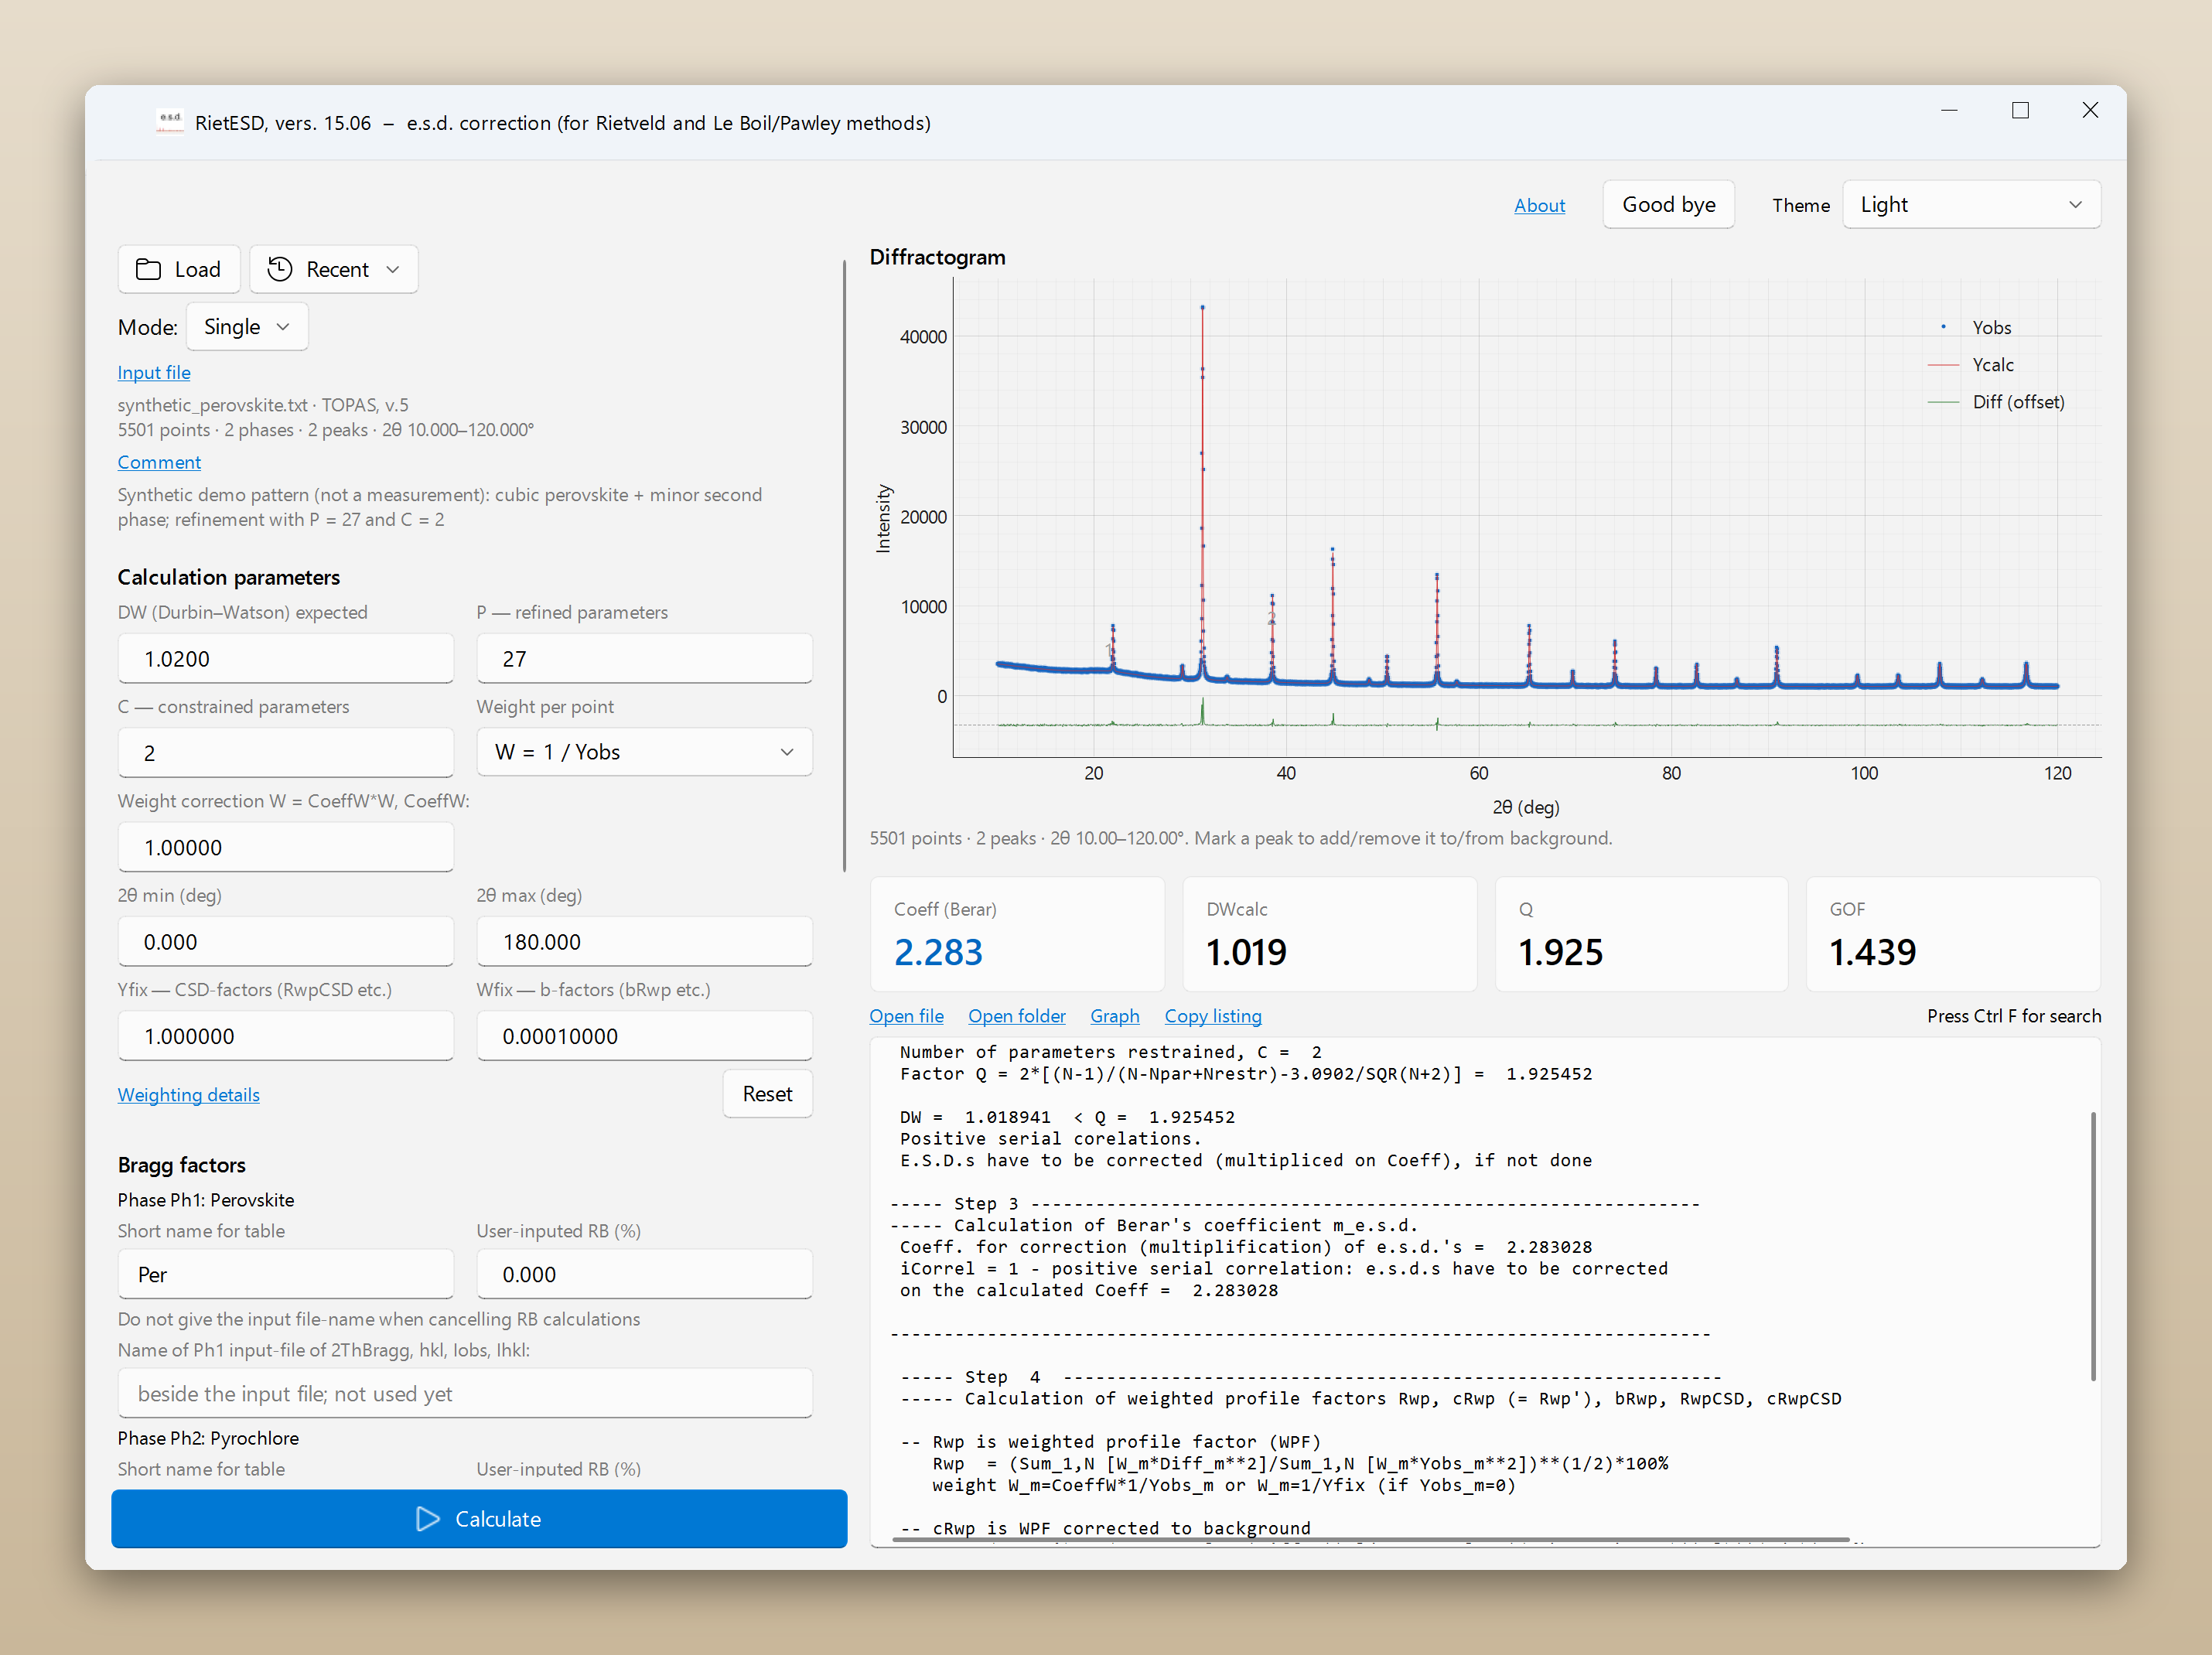 e.s.d.
RietESD, vers. 15.06 – e.s.d. correction (for Rietveld and Le Boil/Pawley methods)
About
Good bye
Theme
Light
Load
Recent
Mode:
Single
Input file
synthetic_perovskite.txt · TOPAS, v.5
5501 points · 2 phases · 2 peaks · 2θ 10.000–120.000°
Comment
Synthetic demo pattern (not a measurement): cubic perovskite + minor second
phase; refinement with P = 27 and C = 2
Calculation parameters
DW (Durbin–Watson) expected
P — refined parameters
1.0200
27
C — constrained parameters
Weight per point
2
W = 1 / Yobs
Weight correction W = CoeffW*W, CoeffW:
1.00000
2θ min (deg)
2θ max (deg)
0.000
180.000
Yfix — CSD-factors (RwpCSD etc.)
Wfix — b-factors (bRwp etc.)
1.000000
0.00010000
Weighting details
Reset
Bragg factors
Phase Ph1: Perovskite
Short name for table
User-inputed RB (%)
Per
0.000
Do not give the input file-name when cancelling RB calculations
Name of Ph1 input-file of 2ThBragg, hkl, Iobs, Ihkl:
beside the input file; not used yet
Phase Ph2: Pyrochlore
Short name for table
User-inputed RB (%)
Calculate
Diffractogram
Intensity
40000
30000
20000
10000
0
1
2
Yobs
Ycalc
Diff (offset)
20
40
60
80
100
120
2θ (deg)
5501 points · 2 peaks · 2θ 10.00–120.00°. Mark a peak to add/remove it to/from background.
Coeff (Berar)
2.283
DWcalc
1.019
Q
1.925
GOF
1.439
Open file
Open folder
Graph
Copy listing
Press Ctrl F for search
Number of parameters restrained, C = 2
Factor Q = 2*[(N-1)/(N-Npar+Nrestr)-3.0902/SQR(N+2)] = 1.925452
DW = 1.018941 < Q = 1.925452
Positive serial corelations.
E.S.D.s have to be corrected (multipliced on Coeff), if not done
----- Step 3 --------------------------------------------------------------
----- Calculation of Berar's coefficient m_e.s.d.
Coeff. for correction (multiplification) of e.s.d.'s = 2.283028
iCorrel = 1 - positive serial correlation: e.s.d.s have to be corrected
on the calculated Coeff = 2.283028
----------------------------------------------------------------------------
----- Step 4 -------------------------------------------------------------
----- Calculation of weighted profile factors Rwp, cRwp (= Rwp'), bRwp, RwpCSD, cRwpCSD
-- Rwp is weighted profile factor (WPF)
Rwp = (Sum_1,N [W_m*Diff_m**2]/Sum_1,N [W_m*Yobs_m**2])**(1/2)*100%
weight W_m=CoeffW*1/Yobs_m or W_m=1/Yfix (if Yobs_m=0)
-- cRwp is WPF corrected to background